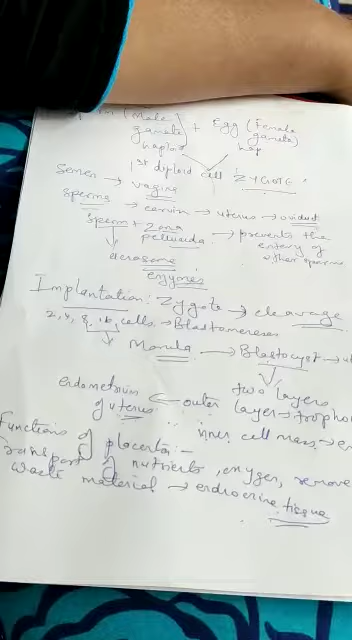 (Male gamete) + Egg (Female gamete)
haploid hap
1st diploid cell ZYGOTE
Semen → vagina
sperms → cervix → uterus → oviduct
sperm + Zona pellucida → prevents the entry of other sperms
acrosome
enzymes
Implantation: Zygote → cleavage
2, 4, 8, 16, cells → Blastomeres
Morula → Blastocyst →
two layers
endometrium of uterus ← outer layer → troph
inner cell mass →
Functions of placenta :-
Transport of nutrients, oxygen, remove
waste material → endrocrine tissue